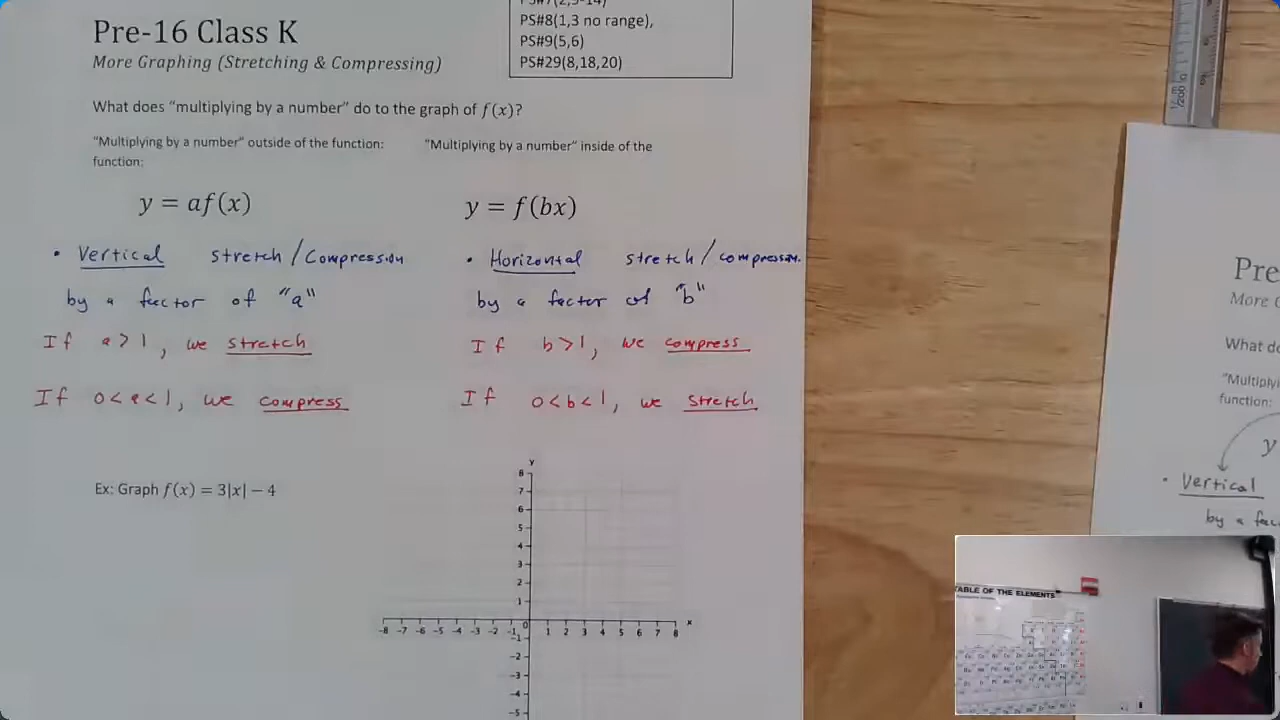 Pre-16 Class K
More Graphing (Stretching & Compressing)
PS#8(1,3 no range),
PS#9(5,6)
PS#29(8,18,20)
What does “multiplying by a number” do to the graph of f(x)?
“Multiplying by a number” outside of the function: “Multiplying by a number” inside of the
function:
y = af(x)
• Vertical stretch/Compression
by a factor of "a"
If a>1, we stretch
If 0<a<1, we compress
y = f(bx)
• Horizontal stretch/compression.
by a factor of "b"
If b>1, we compress
If 0<b<1, we stretch
Ex: Graph f(x) = 3|x| − 4
y
8
7
6
5
4
3
2
1
-8 -7 -6 -5 -4 -3 -2 -1 0 1 2 3 4 5 6 7 8 x
-1
-2
-3
-4
-5
Pre
More
What do
"Multiplyi
function:
y
• Vertical
by a fac
TABLE OF THE ELEMENTS